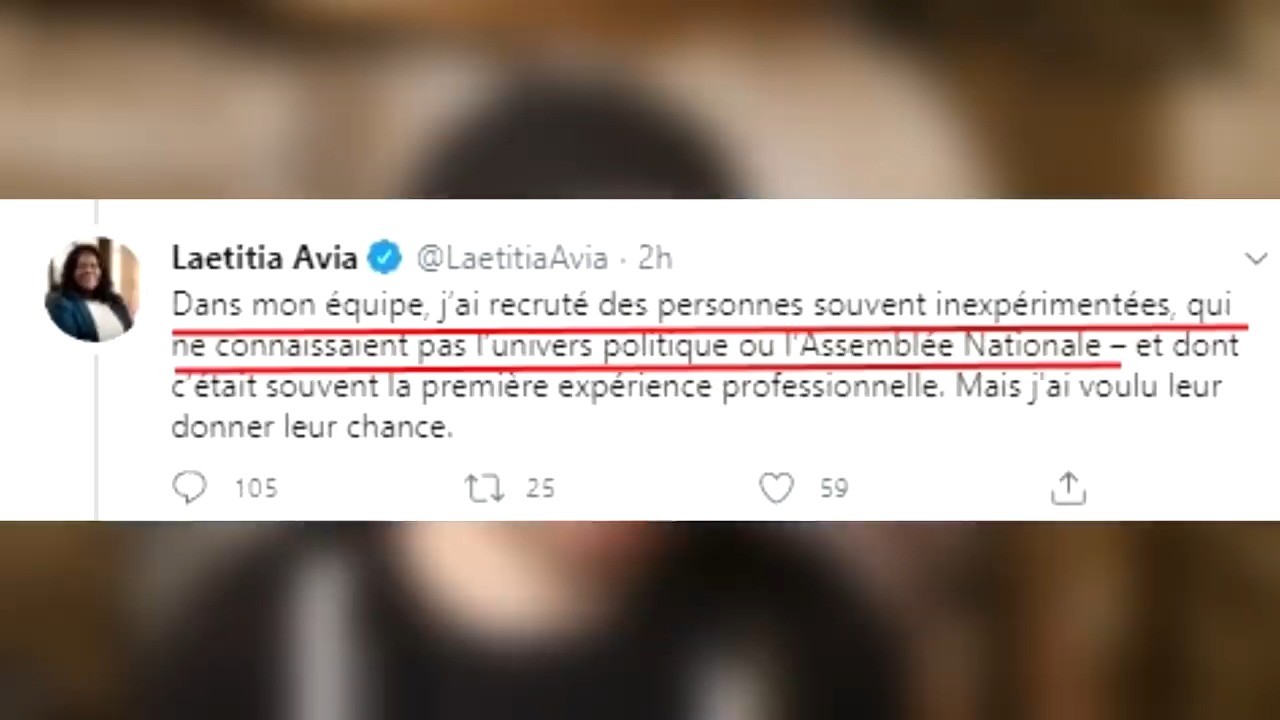 Laetitia Avia @LaetitiaAvia · 2h
Dans mon équipe, j'ai recruté des personnes souvent inexpérimentées, qui
ne connaissaient pas l'univers politique ou l'Assemblée Nationale – et dont
c'était souvent la première expérience professionnelle. Mais j'ai voulu leur
donner leur chance.
105 25 59